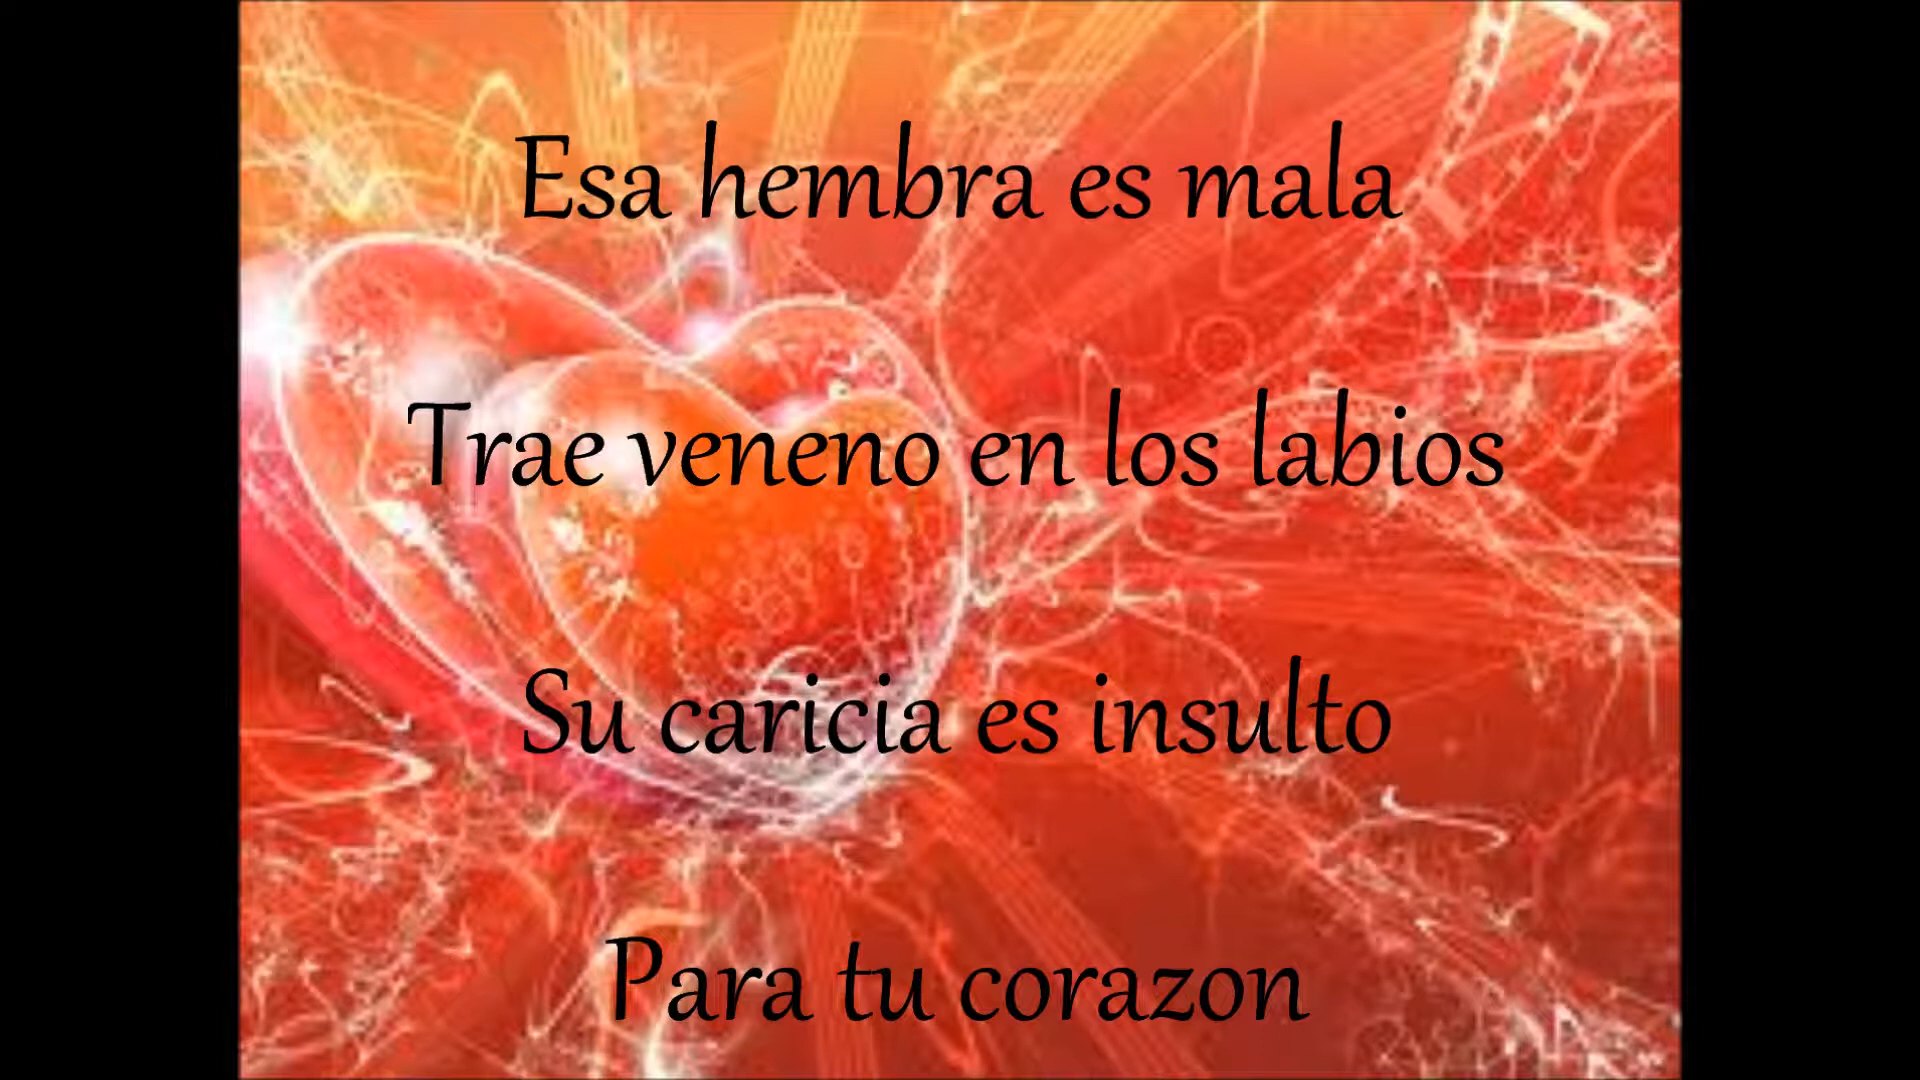 Esa hembra es mala
Trae veneno en los labios
Su caricia es insulto
Para tu corazon